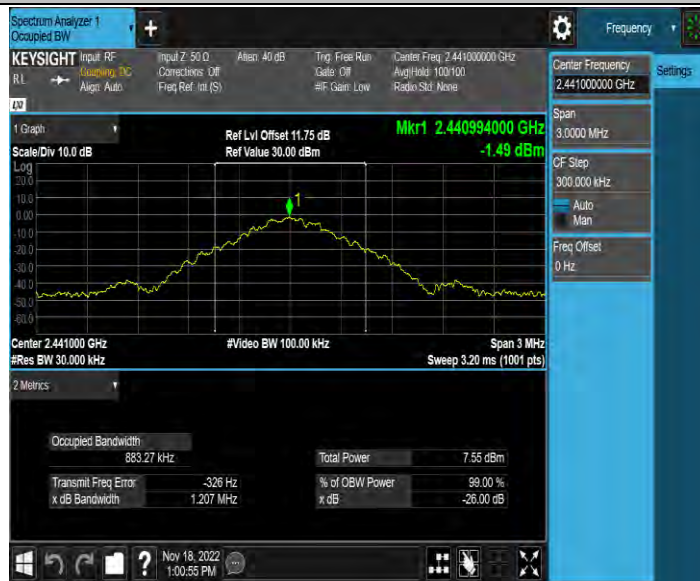 Spectrum Analyzer 1
Occupied BW
+
Frequency
KEYSIGHT
RL
Input: RF
Coupling: DC
Align: Auto
Input Z: 50 Ω
Corrections: Off
Freq Ref: Int (S)
Atten: 40 dB
Trig: Free Run
Gate: Off
#IF Gain: Low
Center Freq: 2.441000000 GHz
Avg|Hold: 100/100
Radio Std: None
1 Graph
Scale/Div 10.0 dB
Ref Lvl Offset 11.75 dB
Ref Value 30.00 dBm
Mkr1 2.440994000 GHz
-1.49 dBm
Log
20.0
10.0
0.00
-10.0
-20.0
-30.0
-40.0
-50.0
-60.0
1
Center 2.441000 GHz
#Res BW 30.000 kHz
#Video BW 100.00 kHz
Span 3 MHz
Sweep 3.20 ms (1001 pts)
2 Metrics
Occupied Bandwidth
883.27 kHz
Transmit Freq Error -326 Hz
x dB Bandwidth 1.207 MHz
Total Power 7.55 dBm
% of OBW Power 99.00 %
x dB -26.00 dB
Center Frequency
2.441000000 GHz
Span
3.0000 MHz
CF Step
300.000 kHz
Auto
Man
Freq Offset
0 Hz
Settings
?
Nov 18, 2022
1:00:55 PM